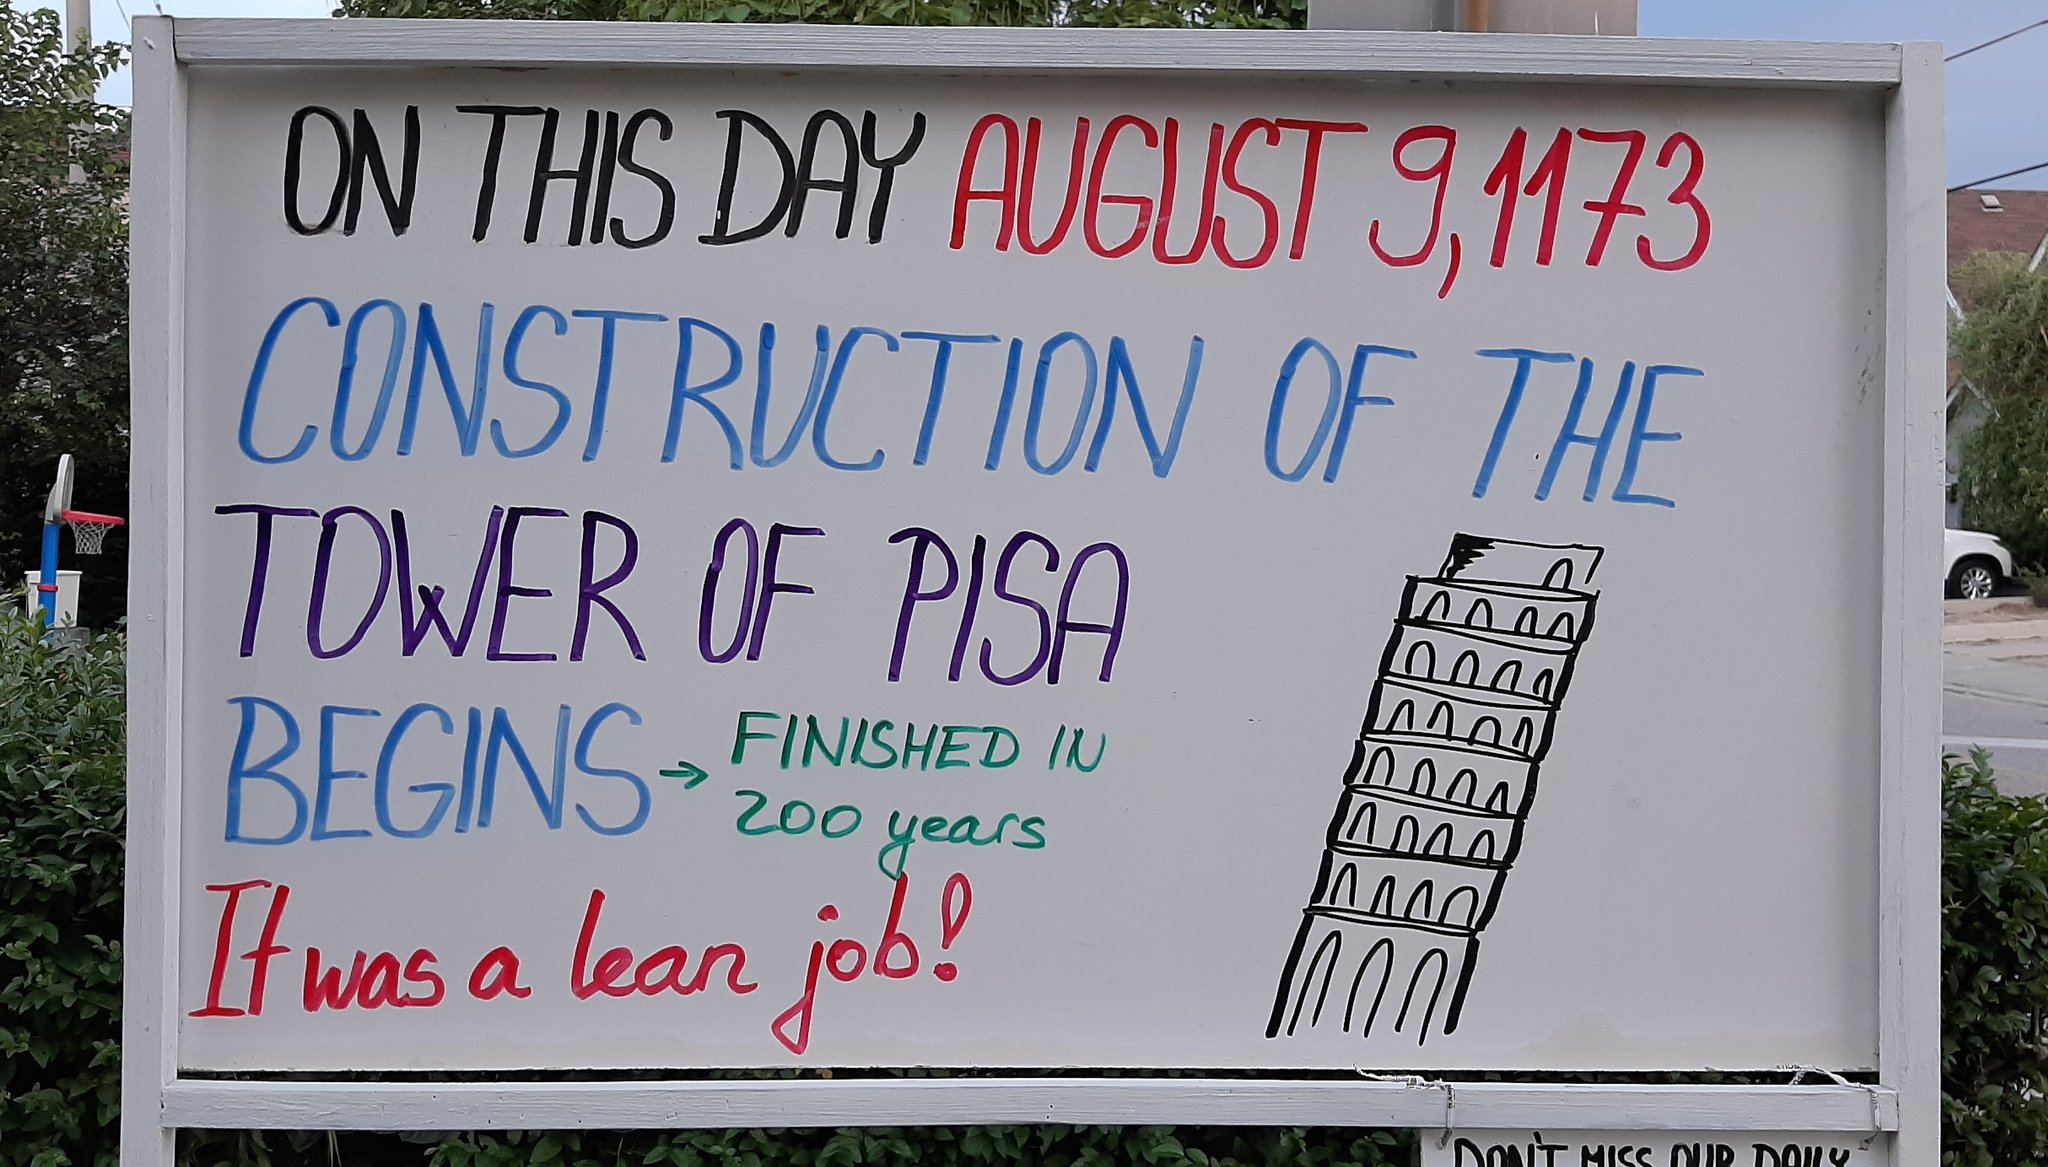 ON THIS DAY AUGUST 9, 1173
CONSTRUCTION OF THE
TOWER OF PISA
BEGINS → FINISHED IN
200 years
It was a lean job!
DON'T MISS OUR DAILY